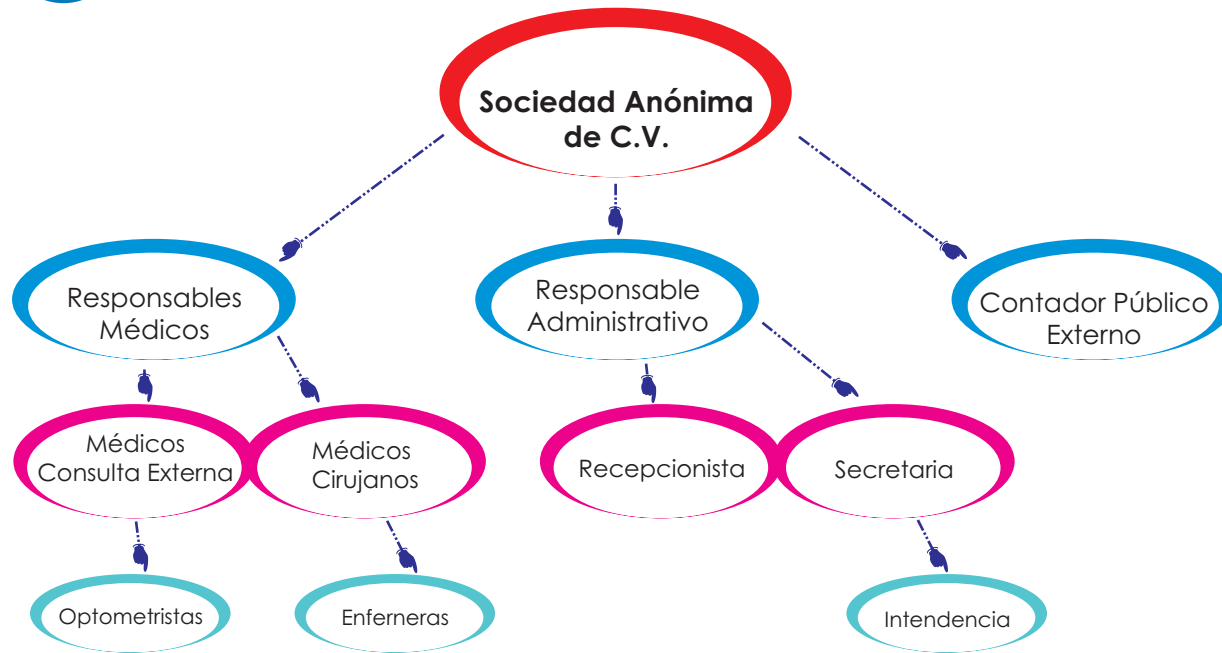 Sociedad Anónima
de C.V.
Responsables
Médicos
Responsable
Administrativo
Contador Público
Externo
Médicos
Consulta Externa
Médicos
Cirujanos
Recepcionista
Secretaria
Optometristas
Enferneras
Intendencia